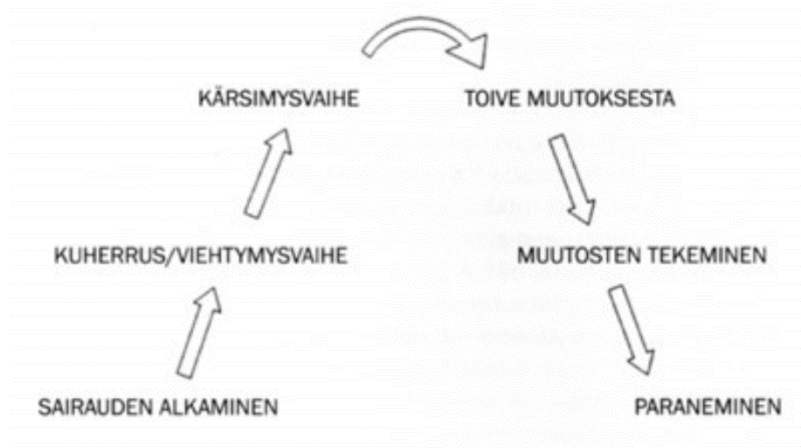 KÄRSIMYSVAIHE
TOIVE MUUTOKSESTA
KUHERRUS/VIEHTYMYSVAIHE
MUUTOSTEN TEKEMINEN
SAIRAUDEN ALKAMINEN
PARANEMINEN